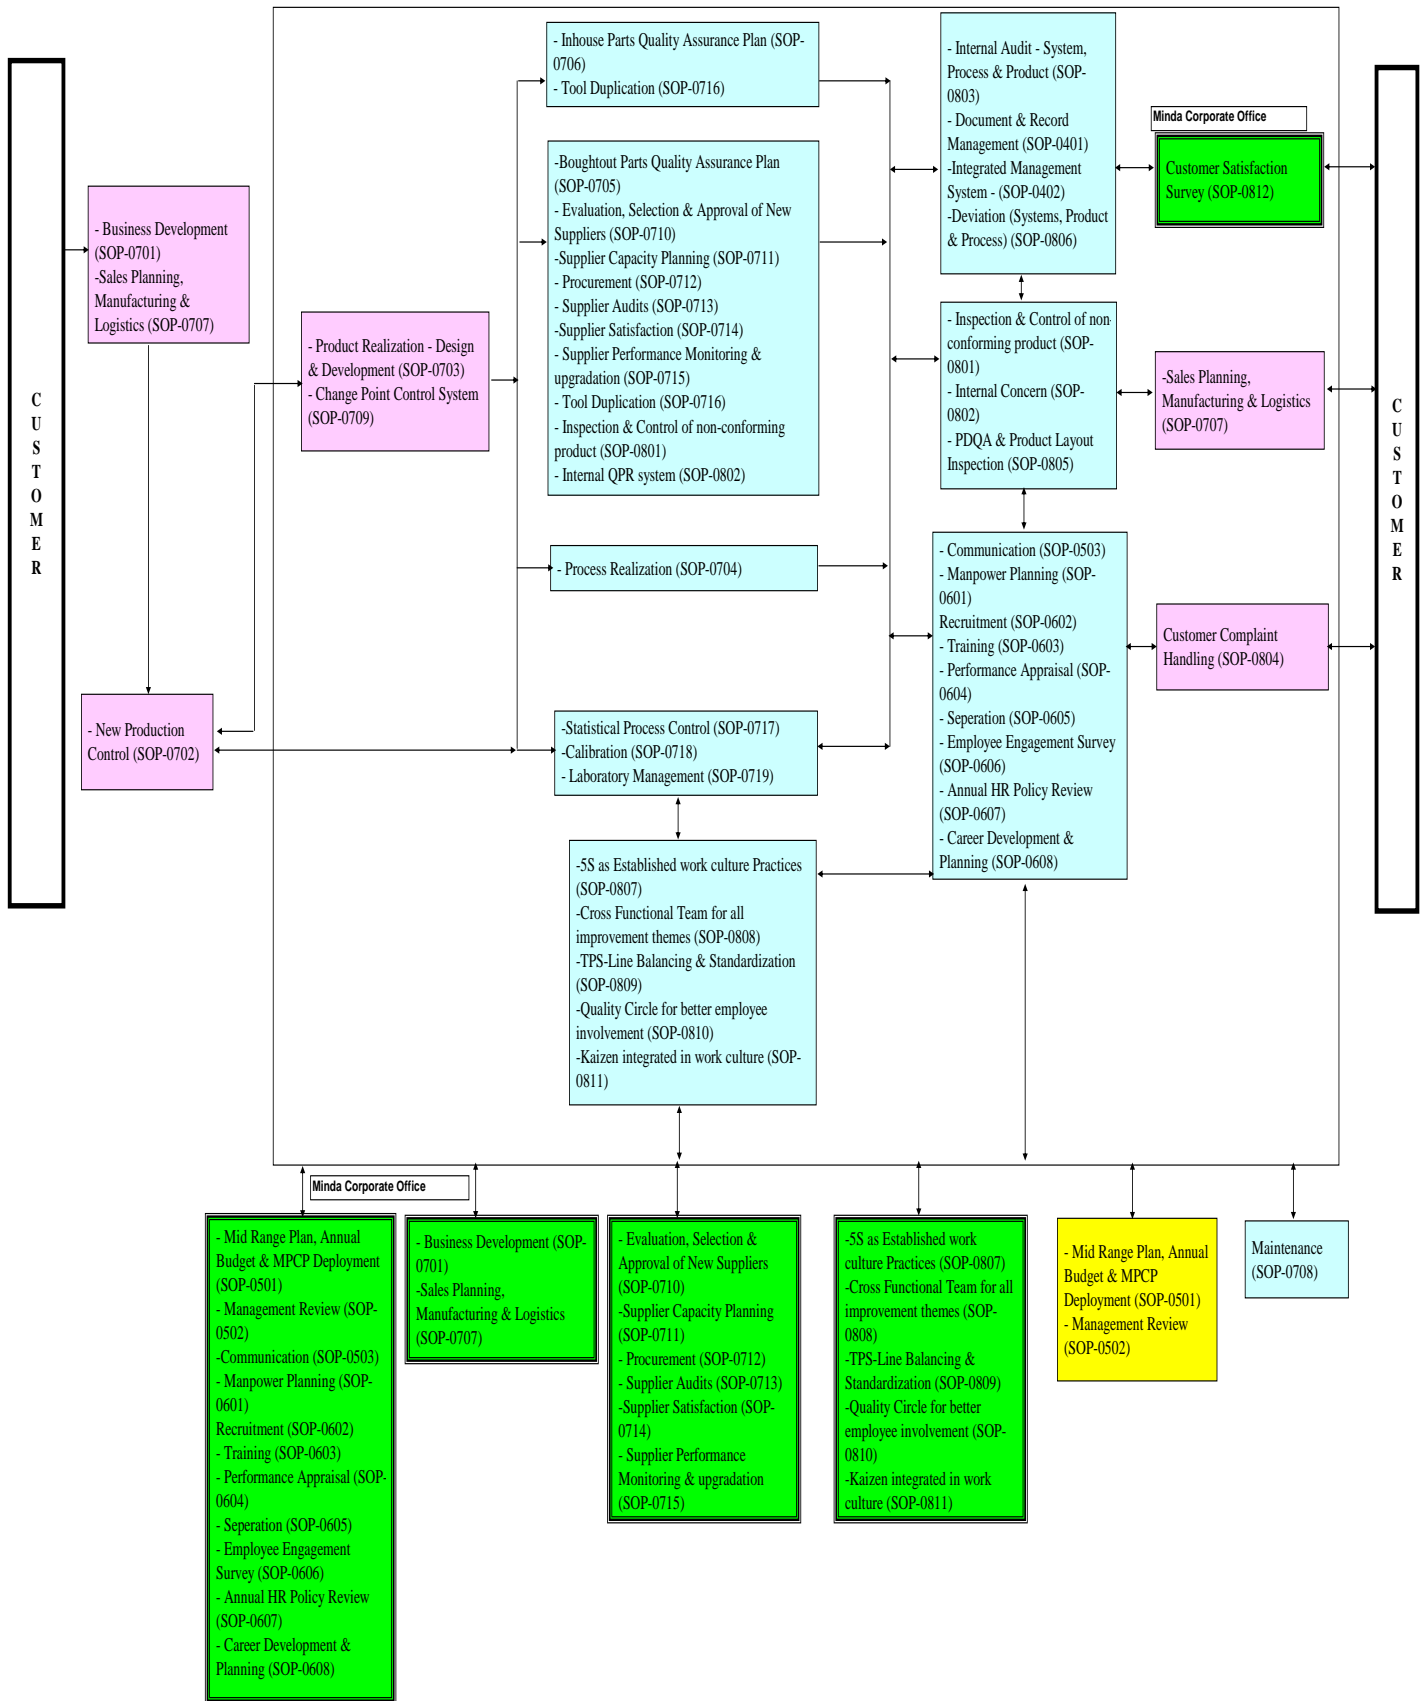 C
U
S
T
O
M
E
R
- Business Development
(SOP-0701)
-Sales Planning,
Manufacturing &
Logistics (SOP-0707)
- New Production
Control (SOP-0702)
- Product Realization - Design
& Development (SOP-0703)
- Change Point Control System
(SOP-0709)
- Inhouse Parts Quality Assurance Plan (SOP-
0706)
- Tool Duplication (SOP-0716)
-Boughtout Parts Quality Assurance Plan
(SOP-0705)
- Evaluation, Selection & Approval of New
Suppliers (SOP-0710)
-Supplier Capacity Planning (SOP-0711)
- Procurement (SOP-0712)
- Supplier Audits (SOP-0713)
-Supplier Satisfaction (SOP-0714)
- Supplier Performance Monitoring &
upgradation (SOP-0715)
- Tool Duplication (SOP-0716)
- Inspection & Control of non-conforming
product (SOP-0801)
- Internal QPR system (SOP-0802)
- Process Realization (SOP-0704)
-Statistical Process Control (SOP-0717)
-Calibration (SOP-0718)
- Laboratory Management (SOP-0719)
-5S as Established work culture Practices
(SOP-0807)
-Cross Functional Team for all
improvement themes (SOP-0808)
-TPS-Line Balancing & Standardization
(SOP-0809)
-Quality Circle for better employee
involvement (SOP-0810)
-Kaizen integrated in work culture (SOP-
0811)
- Internal Audit - System,
Process & Product (SOP-
0803)
- Document & Record
Management (SOP-0401)
-Integrated Management
System - (SOP-0402)
-Deviation (Systems, Product
& Process) (SOP-0806)
- Inspection & Control of non-
conforming product (SOP-
0801)
- Internal Concern (SOP-
0802)
- PDQA & Product Layout
Inspection (SOP-0805)
- Communication (SOP-0503)
- Manpower Planning (SOP-
0601)
Recruitment (SOP-0602)
- Training (SOP-0603)
- Performance Appraisal (SOP-
0604)
- Seperation (SOP-0605)
- Employee Engagement Survey
(SOP-0606)
- Annual HR Policy Review
(SOP-0607)
- Career Development &
Planning (SOP-0608)
Minda Corporate Office
Customer Satisfaction
Survey (SOP-0812)
-Sales Planning,
Manufacturing & Logistics
(SOP-0707)
Customer Complaint
Handling (SOP-0804)
C
U
S
T
O
M
E
R
Minda Corporate Office
- Mid Range Plan, Annual
Budget & MPCP Deployment
(SOP-0501)
- Management Review (SOP-
0502)
-Communication (SOP-0503)
- Manpower Planning (SOP-
0601)
Recruitment (SOP-0602)
- Training (SOP-0603)
- Performance Appraisal (SOP-
0604)
- Seperation (SOP-0605)
- Employee Engagement
Survey (SOP-0606)
- Annual HR Policy Review
(SOP-0607)
- Career Development &
Planning (SOP-0608)
- Business Development (SOP-
0701)
-Sales Planning,
Manufacturing & Logistics
(SOP-0707)
- Evaluation, Selection &
Approval of New Suppliers
(SOP-0710)
-Supplier Capacity Planning
(SOP-0711)
- Procurement (SOP-0712)
- Supplier Audits (SOP-0713)
-Supplier Satisfaction (SOP-
0714)
- Supplier Performance
Monitoring & upgradation
(SOP-0715)
-5S as Established work
culture Practices (SOP-0807)
-Cross Functional Team for all
improvement themes (SOP-
0808)
-TPS-Line Balancing &
Standardization (SOP-0809)
-Quality Circle for better
employee involvement (SOP-
0810)
-Kaizen integrated in work
culture (SOP-0811)
- Mid Range Plan, Annual
Budget & MPCP
Deployment (SOP-0501)
- Management Review
(SOP-0502)
Maintenance
(SOP-0708)